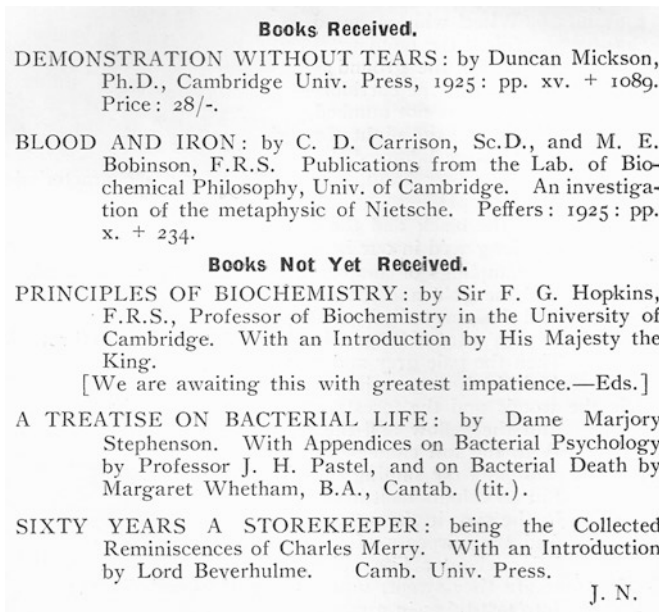 Books Received.
DEMONSTRATION WITHOUT TEARS: by Duncan Mickson,
Ph.D., Cambridge Univ. Press, 1925: pp. xv. + 1089.
Price: 28/-.
BLOOD AND IRON: by C. D. Carrison, Sc.D., and M. E.
Bobinson, F.R.S. Publications from the Lab. of Bio-
chemical Philosophy, Univ. of Cambridge. An investiga-
tion of the metaphysic of Nietsche. Peffers: 1925: pp.
x. + 234.
Books Not Yet Received.
PRINCIPLES OF BIOCHEMISTRY: by Sir F. G. Hopkins,
F.R.S., Professor of Biochemistry in the University of
Cambridge. With an Introduction by His Majesty the
King.
[We are awaiting this with greatest impatience.—Eds.]
A TREATISE ON BACTERIAL LIFE: by Dame Marjory
Stephenson. With Appendices on Bacterial Psychology
by Professor J. H. Pastel, and on Bacterial Death by
Margaret Whetham, B.A., Cantab. (tit.).
SIXTY YEARS A STOREKEEPER: being the Collected
Reminiscences of Charles Merry. With an Introduction
by Lord Beverhulme. Camb. Univ. Press.
J. N.